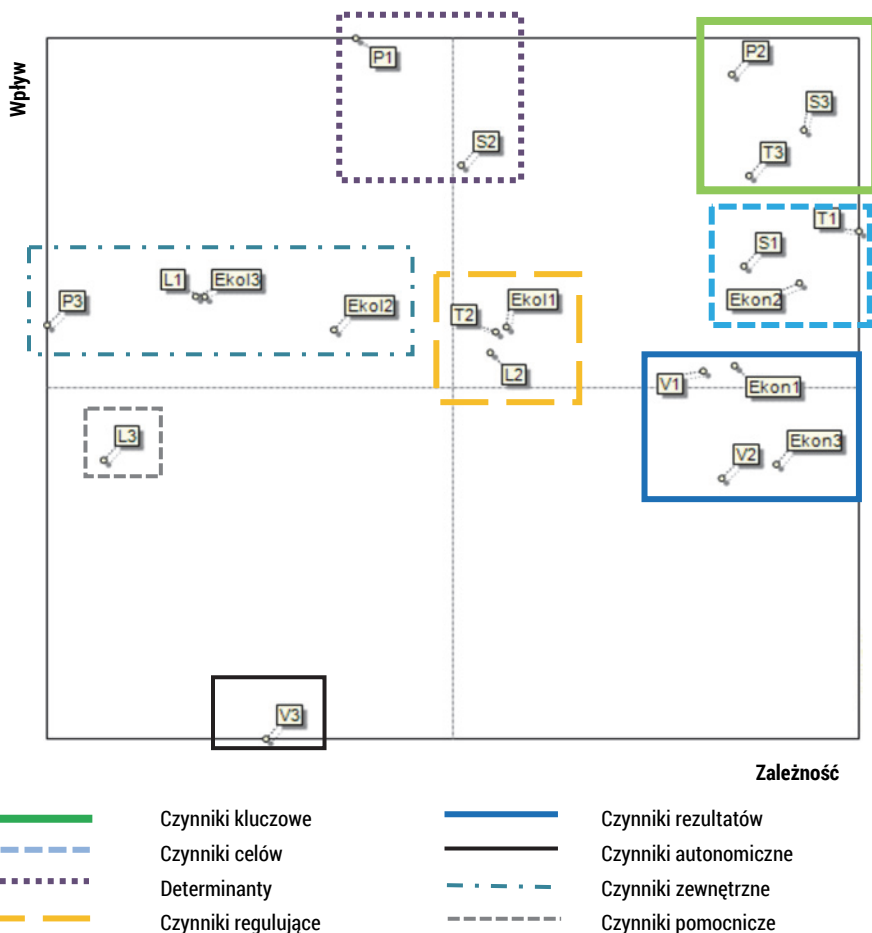 Wpływ
P1
P2
S3
S2
T3
T1
S1
L1
Ekol3
P3
Ekol2
Ekol1
T2
Ekon2
L2
V1
Ekon1
L3
V2
Ekon3
V3
Zależność
Czynniki kluczowe
Czynniki rezultatów
Czynniki celów
Czynniki autonomiczne
Determinanty
Czynniki zewnętrzne
Czynniki regulujące
Czynniki pomocnicze